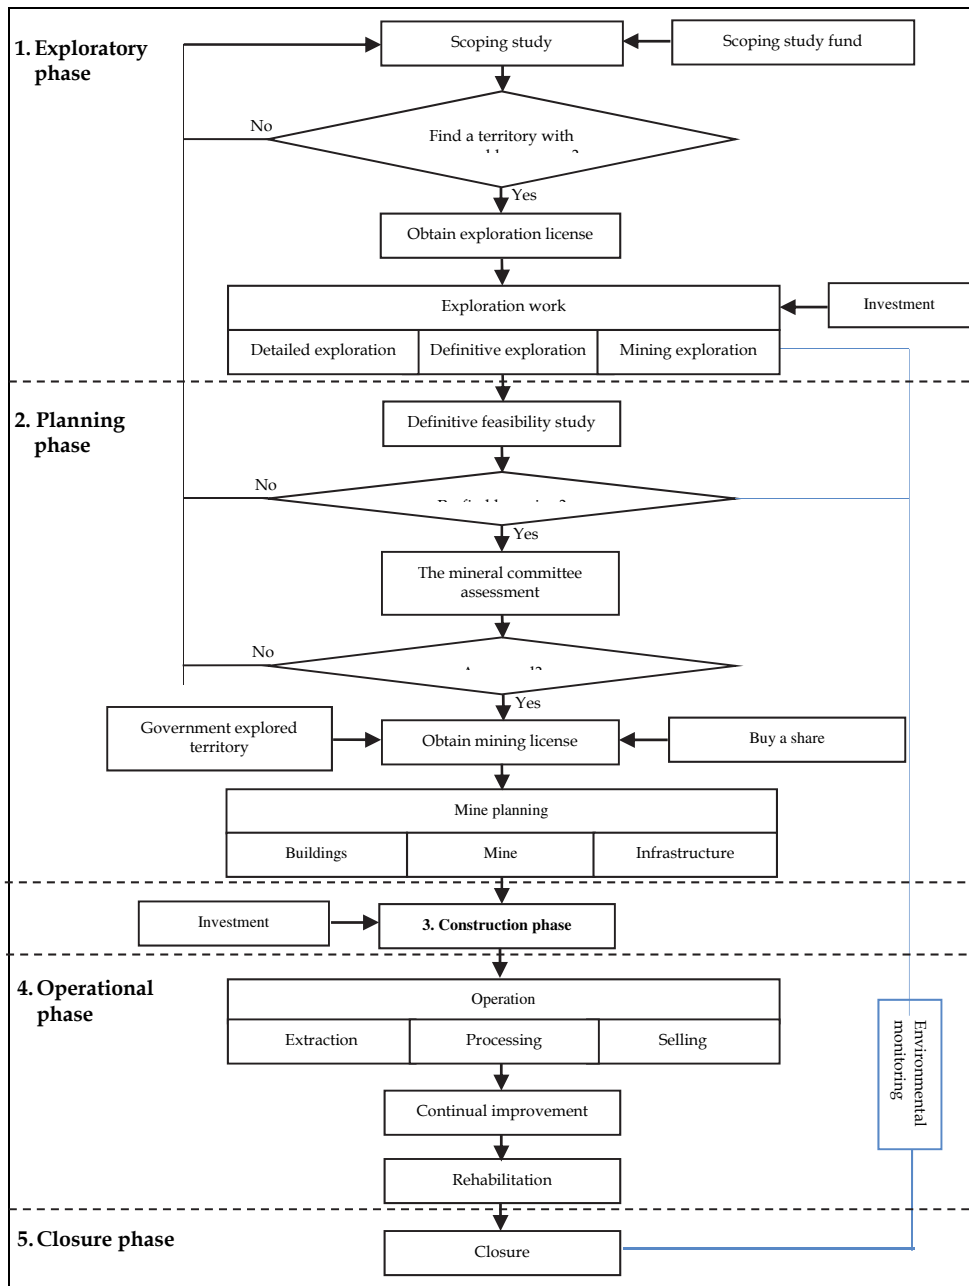 1. Exploratory
phase
Scoping study
Scoping study fund
No
Find a territory with
Yes
Obtain exploration license
Exploration work
Investment
Detailed exploration
Definitive exploration
Mining exploration
2. Planning
phase
Definitive feasibility study
No
Yes
The mineral committee
assessment
No
Yes
Government explored
territory
Obtain mining license
Buy a share
Mine planning
Buildings
Mine
Infrastructure
Investment
3. Construction phase
4. Operational
phase
Operation
Extraction
Processing
Selling
Environmental
monitoring
Continual improvement
Rehabilitation
5. Closure phase
Closure